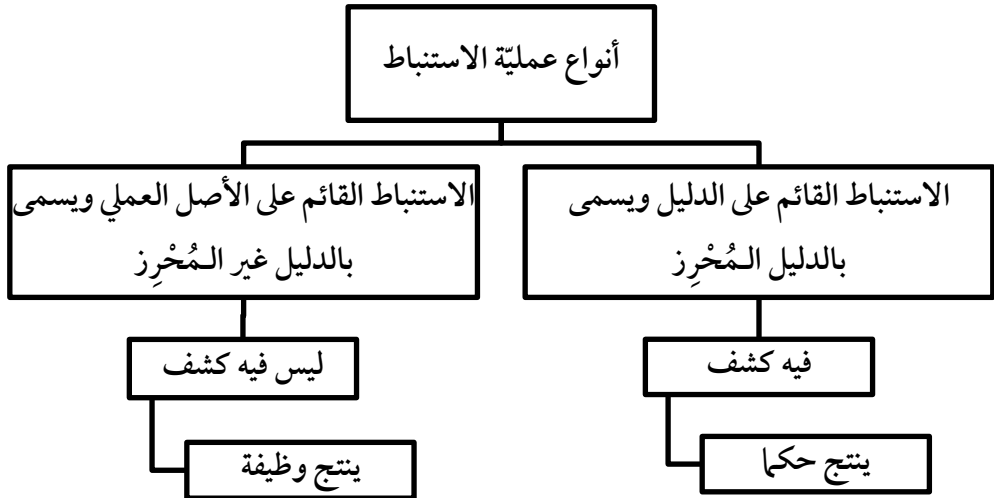 أنواع عمليّة الاستنباط
الاستنباط القائم على الدليل ويسمى
بالدليل الـمُحْرِز
فيه كشف
ينتج حكما
الاستنباط القائم على الأصل العملي ويسمى
بالدليل غير الـمُحْرِز
ليس فيه كشف
ينتج وظيفة